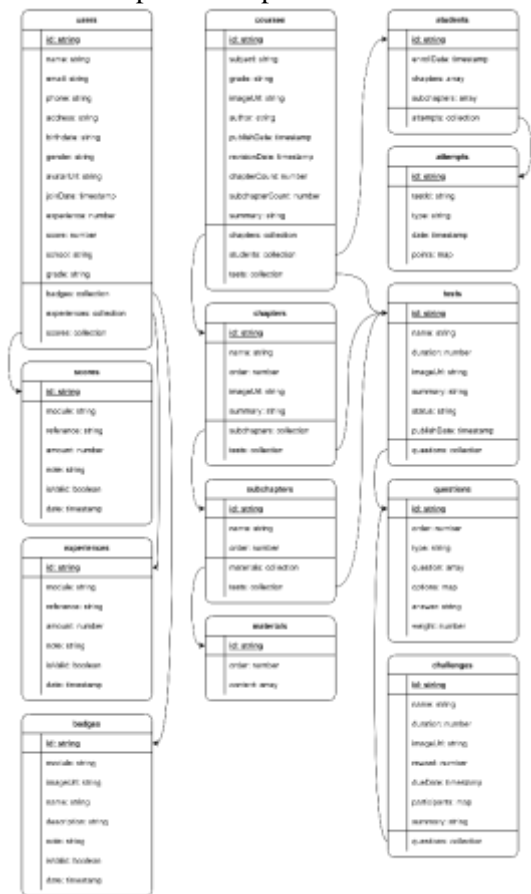 users
id: string
name: string
email: string
phone: string
address: string
birthdate: string
gender: string
avatarUrl: string
joinDate: timestamp
experience: number
score: number
school: string
grade: string
badges: collection
experiences: collection
scores: collection
scores
id: string
module: string
reference: string
amount: number
note: string
isValid: boolean
date: timestamp
experiences
id: string
module: string
reference: string
amount: number
note: string
isValid: boolean
date: timestamp
badges
id: string
module: string
imageUrl: string
name: string
description: string
note: string
isValid: boolean
date: timestamp
courses
id: string
subject: string
grade: string
imageUrl: string
author: string
publishDate: timestamp
revisionDate: timestamp
chapterCount: number
subchapterCount: number
summary: string
chapters: collection
students: collection
tests: collection
chapters
id: string
name: string
order: number
imageUrl: string
summary: string
subchapters: collection
tests: collection
subchapters
id: string
name: string
order: number
materials: collection
tests: collection
materials
id: string
order: number
content: array
students
id: string
enrollDate: timestamp
chapters: array
subchapters: array
attempts: collection
attempts
id: string
testId: string
type: string
date: timestamp
points: map
tests
id: string
name: string
duration: number
imageUrl: string
summary: string
status: string
publishDate: timestamp
questions: collection
questions
id: string
order: number
type: string
question: array
options: map
answer: string
weight: number
challenges
id: string
name: string
duration: number
imageUrl: string
reward: number
dueDate: timestamp
participants: map
summary: string
questions: collection